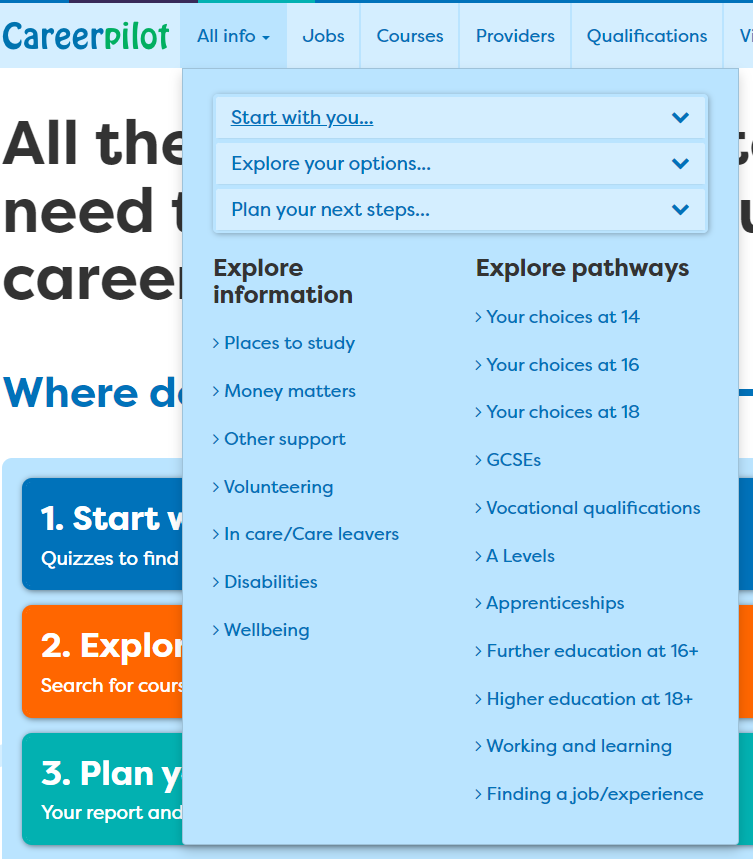 Careerpilot
All info
Jobs
Courses
Providers
Qualifications
Start with you...
Explore your options...
Plan your next steps...
Explore
information
Places to study
Money matters
Other support
Volunteering
In care/Care leavers
Disabilities
Wellbeing
Explore pathways
Your choices at 14
Your choices at 16
Your choices at 18
GCSEs
Vocational qualifications
A Levels
Apprenticeships
Further education at 16+
Higher education at 18+
Working and learning
Finding a job/experience
All the
need
career
Where
1. Start
Quizzes to find
2.
Search for
3. Plan
Your report and